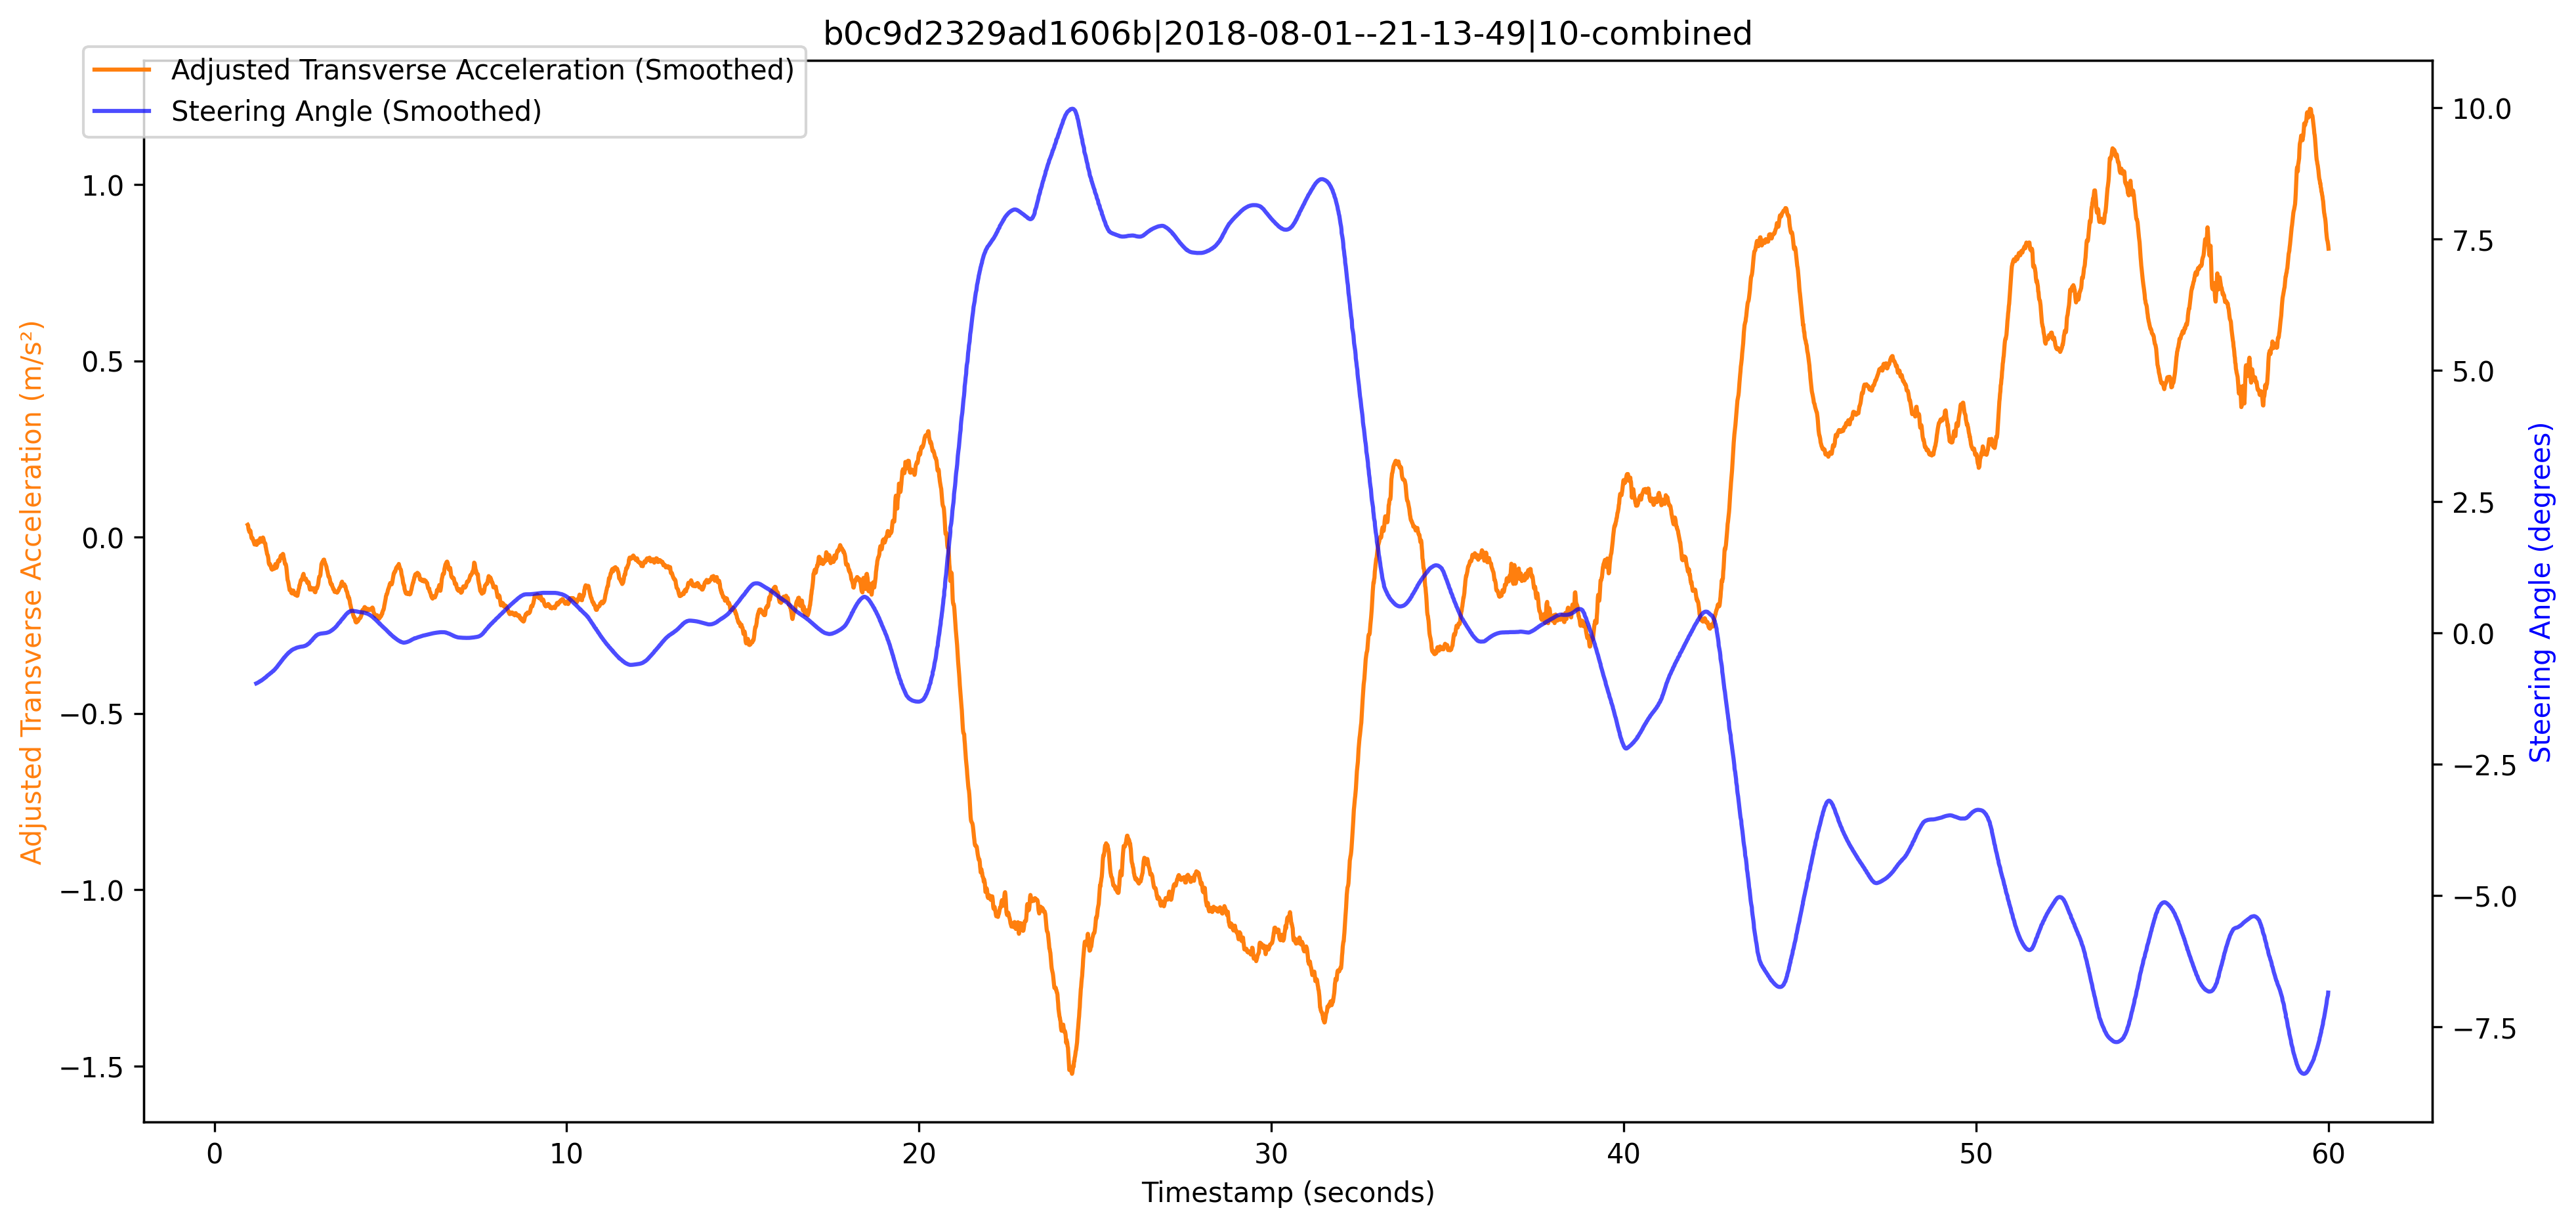 b0c9d2329ad1606b|2018-08-01--21-13-49|10-combined
Adjusted Transverse Acceleration (Smoothed)
Steering Angle (Smoothed)
Adjusted Transverse Acceleration (m/s²)
1.0
0.5
0.0
−0.5
−1.0
−1.5
10.0
7.5
5.0
2.5
0.0
−2.5
−5.0
−7.5
Steering Angle (degrees)
0 10 20 30 40 50 60
Timestamp (seconds)